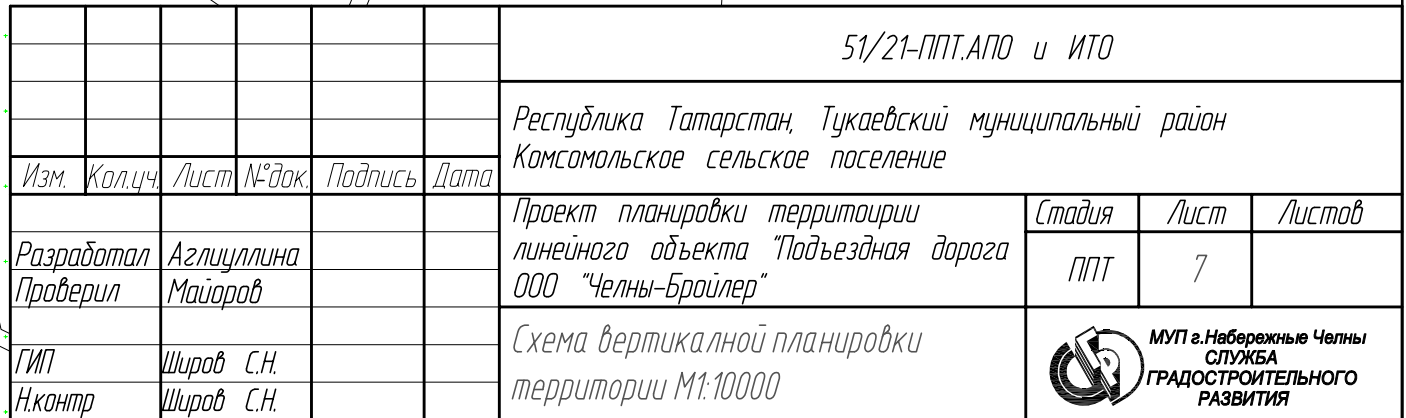 51/21-ППТ.АПО и ИТО
Республика Татарстан, Тукаевский муниципальный район
Комсомольское сельское поселение
Изм. Кол.уч. Лист №док. Подпись Дата
Проект планировки территоирии
линейного объекта "Подъездная дорога
ООО "Челны-Бройлер"
Стадия Лист Листов
ППТ 7
Разработал Аглиуллина
Проверил Майоров
ГИП Широв С.Н.
Н.контр Широв С.Н.
Схема вертикалной планировки
территории М1:10000
МУП г.Набережные Челны
СЛУЖБА
ГРАДОСТРОИТЕЛЬНОГО
РАЗВИТИЯ